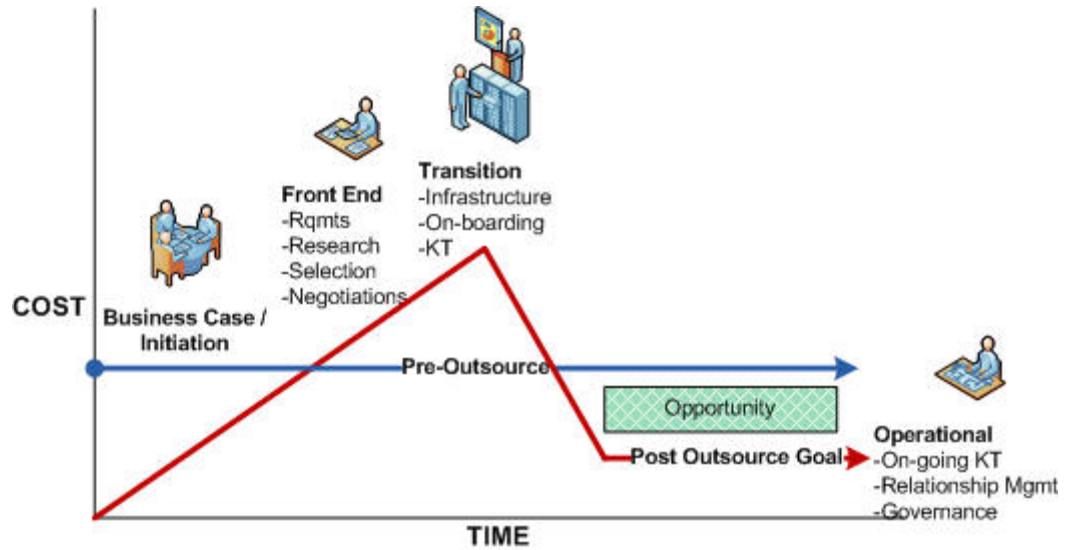 Transition
-Infrastructure
-On-boarding
-KT
Front End
-Rqmts
-Research
-Selection
-Negotiations
COST
Business Case /
Initiation
Pre-Outsource
Opportunity
Post Outsource Goal
Operational
-On-going KT
-Relationship Mgmt
-Governance
TIME